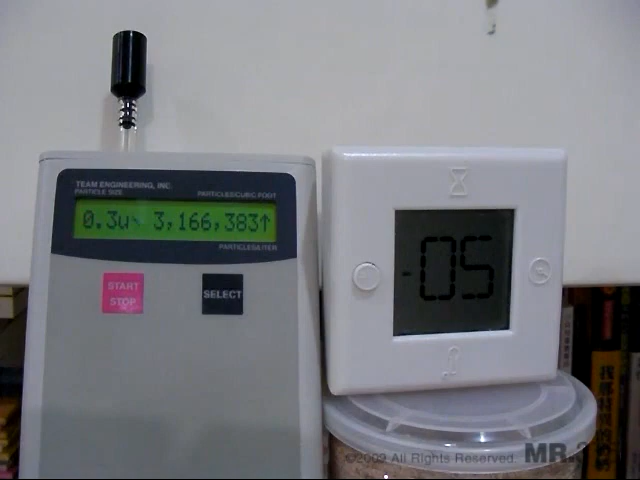 TEAM ENGINEERING, INC.
PARTICLE SIZE
PARTICLES/CUBIC FOOT
0.3u 3,166,383↑
PARTICLES/LITER
START
STOP
SELECT
-05
©2009 All Rights Reserved. MR.